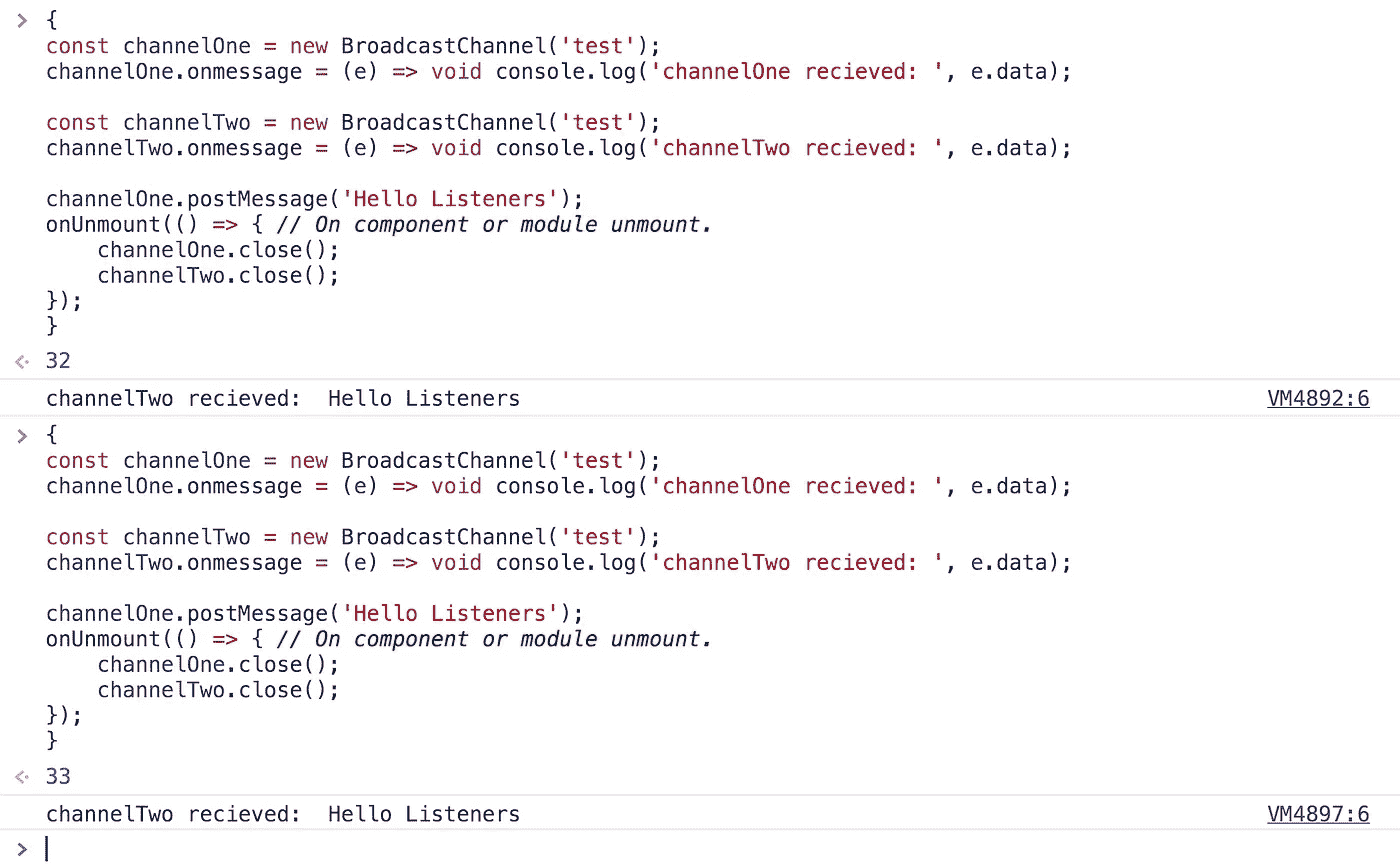 > {
const channelOne = new BroadcastChannel('test');
channelOne.onmessage = (e) => void console.log('channelOne recieved: ', e.data);

const channelTwo = new BroadcastChannel('test');
channelTwo.onmessage = (e) => void console.log('channelTwo recieved: ', e.data);

channelOne.postMessage('Hello Listeners');
onUnmount(() => { // On component or module unmount.
    channelOne.close();
    channelTwo.close();
});
}
<· 32
channelTwo recieved:  Hello Listeners VM4892:6
> {
const channelOne = new BroadcastChannel('test');
channelOne.onmessage = (e) => void console.log('channelOne recieved: ', e.data);

const channelTwo = new BroadcastChannel('test');
channelTwo.onmessage = (e) => void console.log('channelTwo recieved: ', e.data);

channelOne.postMessage('Hello Listeners');
onUnmount(() => { // On component or module unmount.
    channelOne.close();
    channelTwo.close();
});
}
<· 33
channelTwo recieved:  Hello Listeners VM4897:6
>